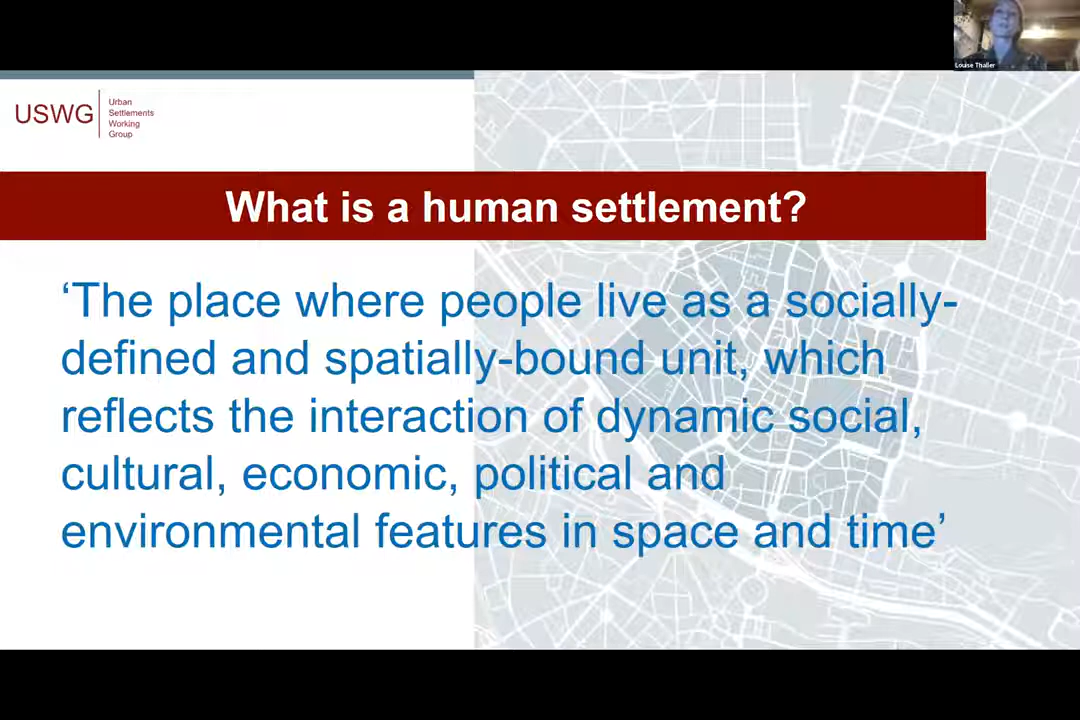 Louise Thaller
USWG
Urban
Settlements
Working
Group
What is a human settlement?
‘The place where people live as a socially-
defined and spatially-bound unit, which
reflects the interaction of dynamic social,
cultural, economic, political and
environmental features in space and time’